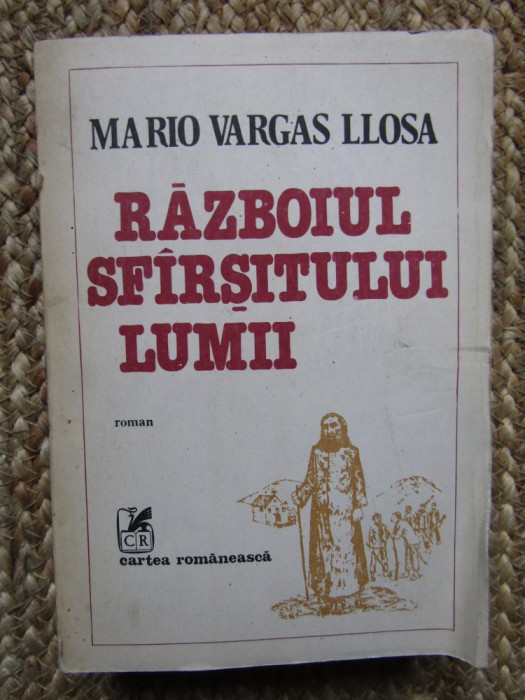 MARIO VARGAS LLOSA
RĂZBOIUL
SFÎRȘITULUI
LUMII
roman
CR
cartea românească